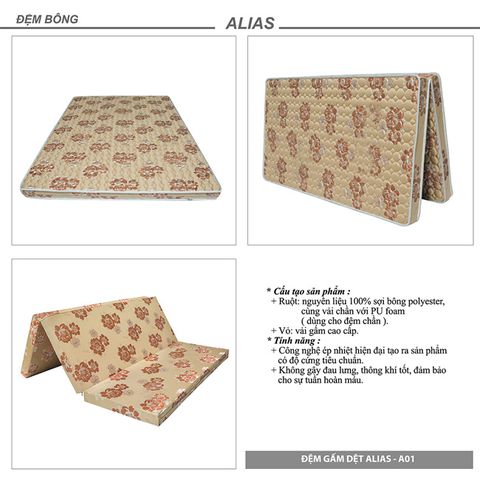 ĐỆM BÔNG
ALIAS
* Cấu tạo sản phẩm :
+ Ruột: nguyên liệu 100% sợi bông polyester,
cùng vải chần với PU foam
( dùng cho đệm chần ).
+ Vỏ: vải gấm cao cấp.
* Tính năng :
+ Công nghệ ép nhiệt hiện đại tạo ra sản phẩm
có độ cứng tiêu chuẩn.
+ Không gây đau lưng, thông khí tốt, đảm bảo
cho sự tuần hoàn máu.
ĐỆM GẤM DỆT ALIAS - A01